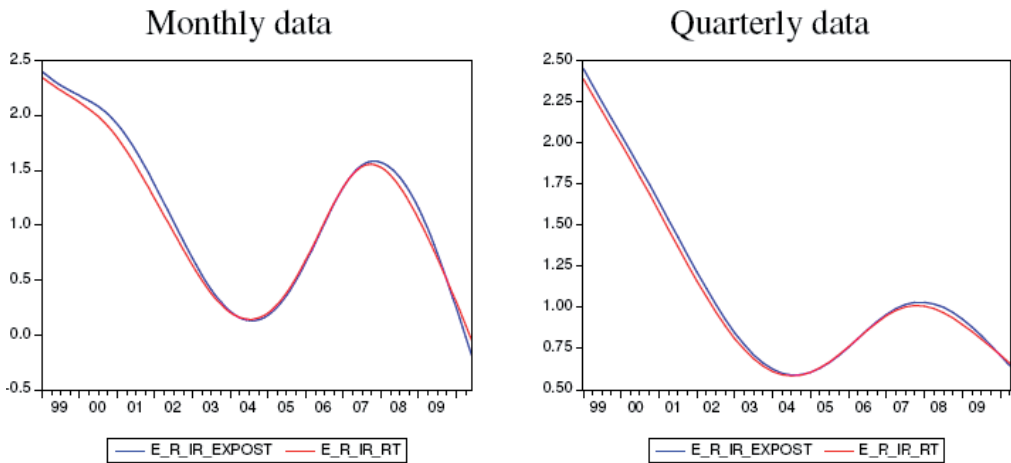 Monthly data
2.5
2.0
1.5
1.0
0.5
0.0
-0.5
99 00 01 02 03 04 05 06 07 08 09
E_R_IR_EXPOST E_R_IR_RT
Quarterly data
2.50
2.25
2.00
1.75
1.50
1.25
1.00
0.75
0.50
99 00 01 02 03 04 05 06 07 08 09
E_R_IR_EXPOST E_R_IR_RT